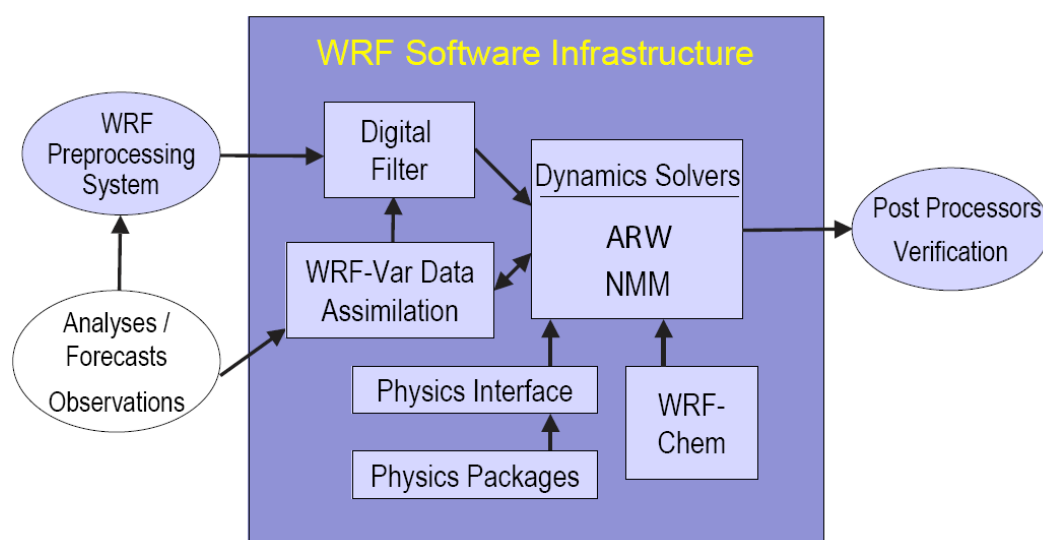 WRF Software Infrastructure
WRF
Preprocessing
System
Digital
Filter
Dynamics Solvers
ARW
NMM
Post Processors
Verification
WRF-Var Data
Assimilation
Analyses /
Forecasts
Observations
Physics Interface
WRF-
Chem
Physics Packages